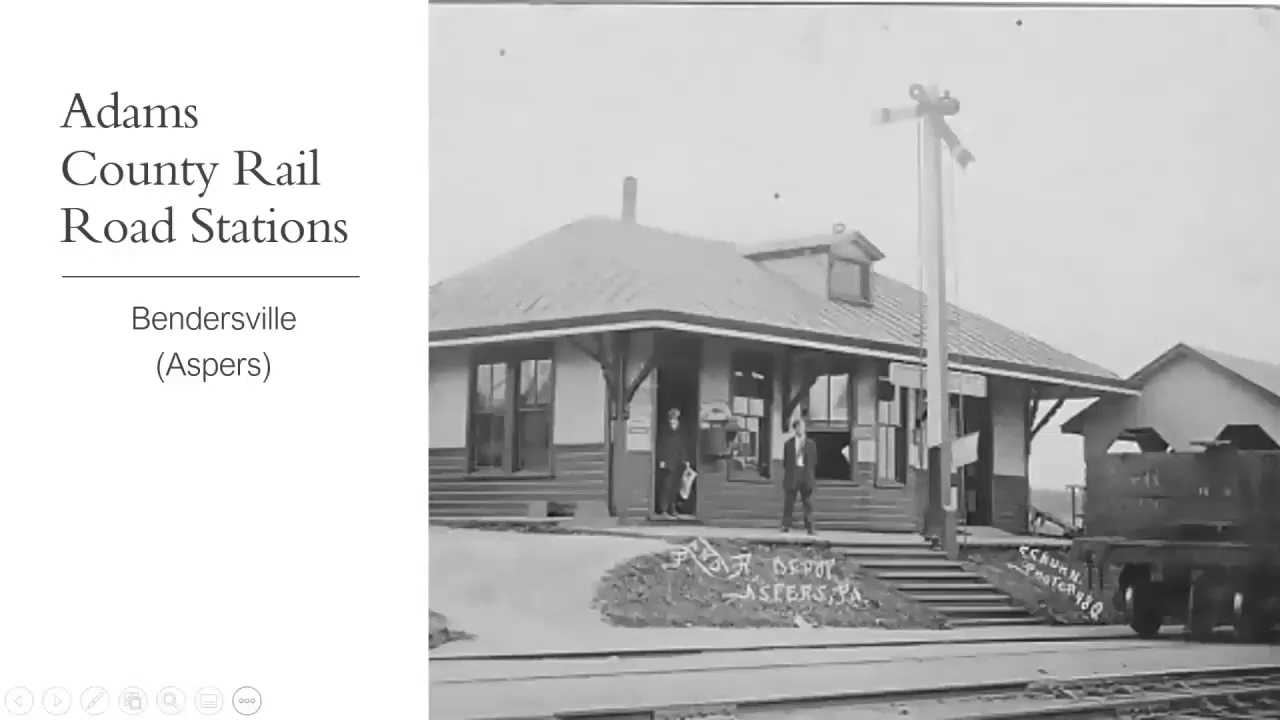 Adams
County Rail
Road Stations
Bendersville
(Aspers)
DEPOT,
ASPERS, PA.